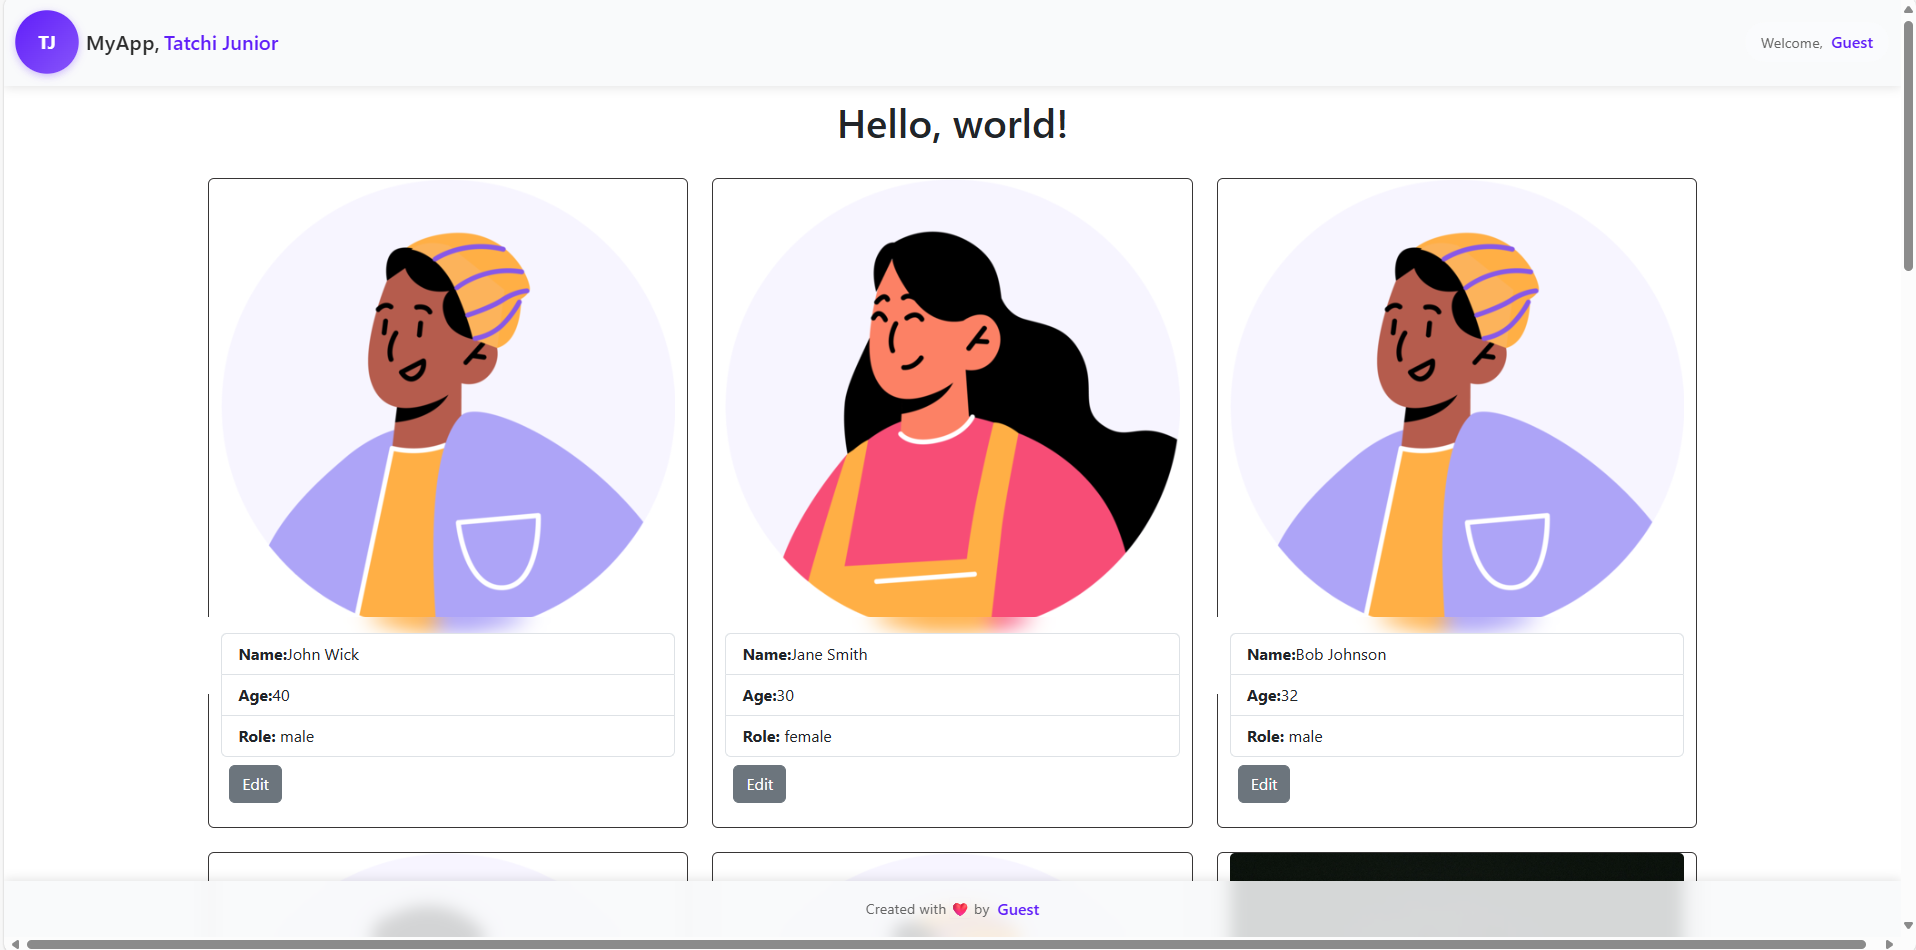 TJ MyApp, Tatchi Junior Welcome, Guest
Hello, world!
Name:John Wick
Age:40
Role: male
Edit
Name:Jane Smith
Age:30
Role: female
Edit
Name:Bob Johnson
Age:32
Role: male
Edit
Created with ❤️ by Guest